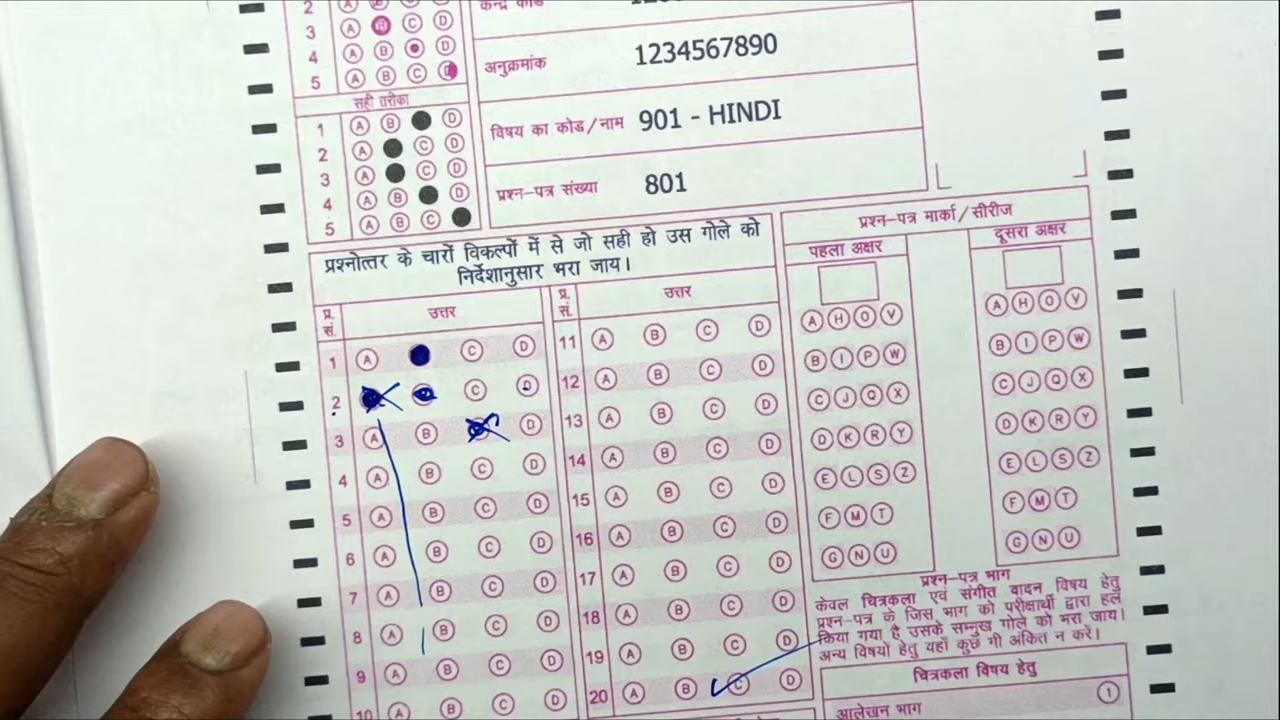 2 A B C D
3 A B C D
4 A B C D
5 A B C D
सही तरीका
1 A B D
2 A C D
3 A C D
4 A B D
5 A B C
अनुक्रमांक 1234567890
विषय का कोड/नाम 901 - HINDI
प्रश्न-पत्र संख्या 801
प्रश्नोत्तर के चारों विकल्पों में से जो सही हो उस गोले को
निर्देशानुसार भरा जाय।
प्र. सं. उत्तर
1 A C D
2 B C D
3 A B C D
4 A B C D
5 A B C D
6 A B C D
7 A B C D
8 A B C D
9 A B C D
10 A B C D
प्र. सं. उत्तर
11 A B C D
12 A B C D
13 A B C D
14 A B C D
15 A B C D
16 A B C D
17 A B C D
18 A B C D
19 A B C D
20 A B C D
प्रश्न-पत्र मार्का/सीरीज
पहला अक्षर
A H O V
B I P W
C J Q X
D K R Y
E L S Z
F M T
G N U
दूसरा अक्षर
A H O V
B I P W
C J Q X
D K R Y
E L S Z
F M T
G N U
प्रश्न-पत्र भाग
केवल चित्रकला एवं संगीत वादन विषय हेतु
प्रश्न-पत्र के जिस भाग को परीक्षार्थी द्वारा हल
किया गया है उसके सम्मुख गोले को भरा जाय।
अन्य विषयों हेतु यहाँ कुछ भी अंकित न करें।
चित्रकला विषय हेतु
आलेखन भाग 1